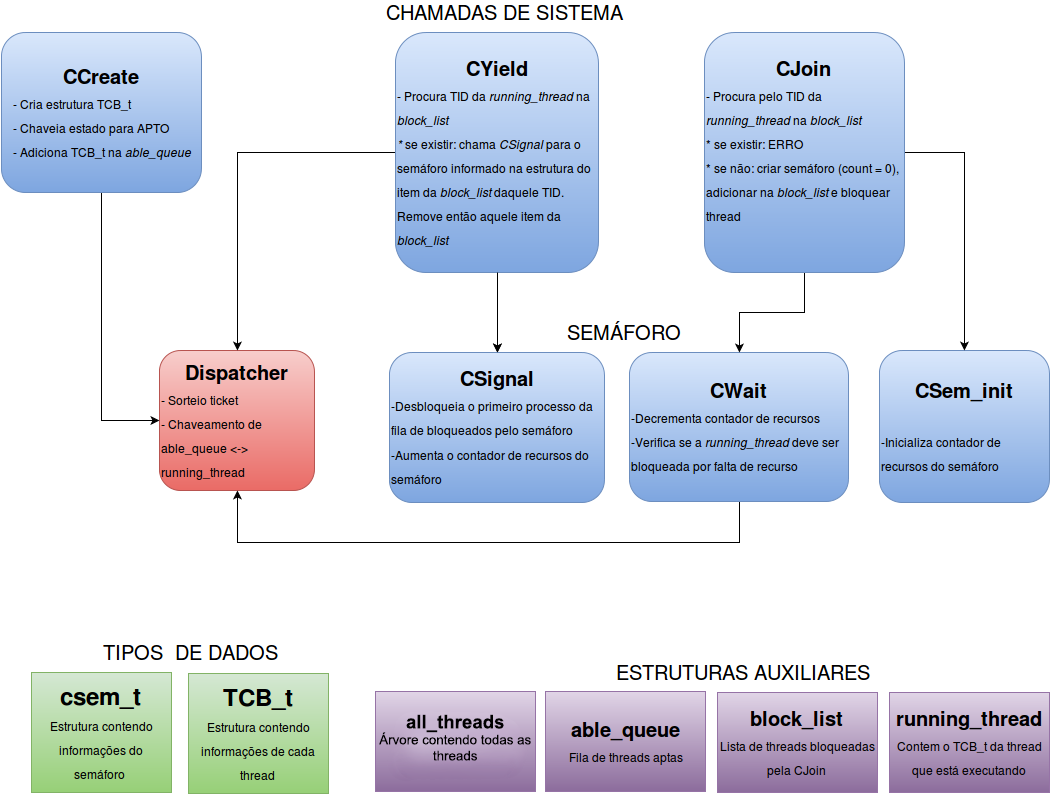 CHAMADAS DE SISTEMA
CCreate
- Cria estrutura TCB_t
- Chaveia estado para APTO
- Adiciona TCB_t na able_queue
CYield
- Procura TID da running_thread na
block_list
* se existir: chama CSignal para o
semáforo informado na estrutura do
item da block_list daquele TID.
Remove então aquele item da
block_list
CJoin
- Procura pelo TID da
running_thread na block_list
* se existir: ERRO
* se não: criar semáforo (count = 0),
adicionar na block_list e bloquear
thread
SEMÁFORO
Dispatcher
- Sorteio ticket
- Chaveamento de
able_queue <->
running_thread
CSignal
-Desbloqueia o primeiro processo da
fila de bloqueados pelo semáforo
-Aumenta o contador de recursos do
semáforo
CWait
-Decrementa contador de recursos
-Verifica se a running_thread deve ser
bloqueada por falta de recurso
CSem_init
-Inicializa contador de
recursos do semáforo
TIPOS DE DADOS
csem_t
Estrutura contendo
informações do
semáforo
TCB_t
Estrutura contendo
informações de cada
thread
ESTRUTURAS AUXILIARES
all_threads
Árvore contendo todas as
threads
able_queue
Fila de threads aptas
block_list
Lista de threads bloqueadas
pela CJoin
running_thread
Contem o TCB_t da thread
que está executando